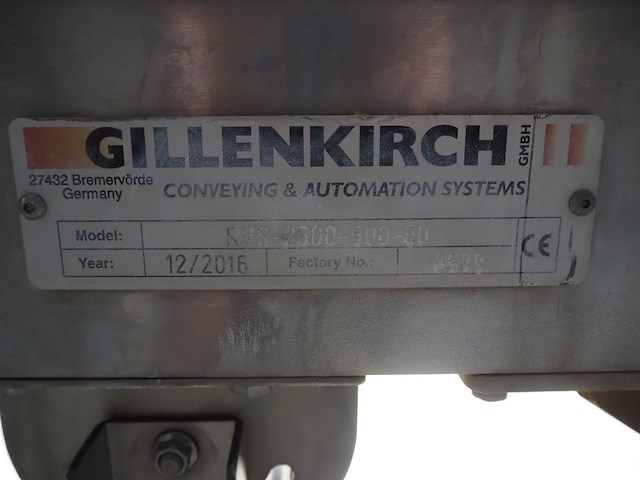 GILLENKIRCH GMBH
27432 Bremervörde
Germany
CONVEYING & AUTOMATION SYSTEMS
Model:
Year: 12/2016 Factory No.:
CE